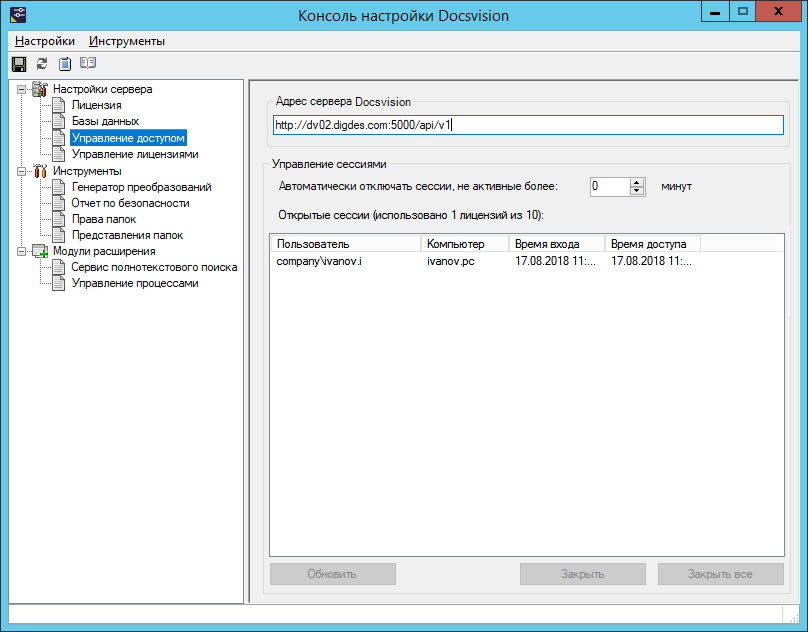 Консоль настройки Docsvision
Настройки Инструменты
Настройки сервера
Лицензия
Базы данных
Управление доступом
Управление лицензиями
Инструменты
Генератор преобразований
Отчет по безопасности
Права папок
Представления папок
Модули расширения
Сервис полнотекстового поиска
Управление процессами
Адрес сервера Docsvision
http://dv02.digdes.com:5000/api/v1
Управление сессиями
Автоматически отключать сессии, не активные более: 0 минут
Открытые сессии (использовано 1 лицензий из 10):
Пользователь Компьютер Время входа Время доступа
company\ivanov.i ivanov.pc 17.08.2018 11:... 17.08.2018 11:...
Обновить Закрыть Закрыть все